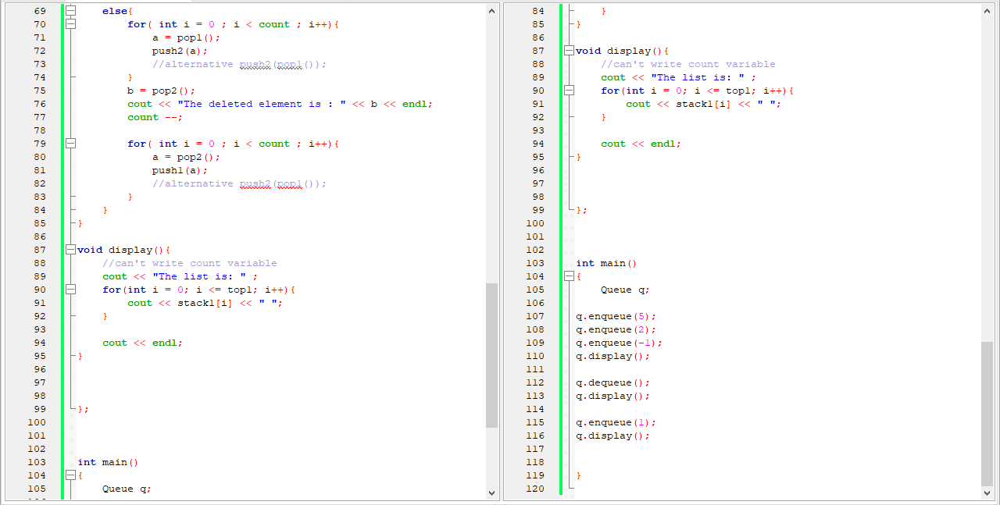 69 else{
70 for( int i = 0 ; i < count ; i++){
71 a = pop1();
72 push2(a);
73 //alternative push2(pop1());
74 }
75 b = pop2();
76 cout << "The deleted element is : " << b << endl;
77 count --;
78
79 for( int i = 0 ; i < count ; i++){
80 a = pop2();
81 push1(a);
82 //alternative push2(pop1());
83 }
84 }
85 }
86
87 void display(){
88 //can't write count variable
89 cout << "The list is: " ;
90 for(int i = 0; i <= top1; i++){
91 cout << stack1[i] << " ";
92 }
93
94 cout << endl;
95 }
96
97
98
99 };
100
101
102
103 int main()
104 {
105 Queue q;
84 }
85 }
86
87 void display(){
88 //can't write count variable
89 cout << "The list is: " ;
90 for(int i = 0; i <= top1; i++){
91 cout << stack1[i] << " ";
92 }
93
94 cout << endl;
95 }
96
97
98
99 };
100
101
102
103 int main()
104 {
105 Queue q;
106
107 q.enqueue(5);
108 q.enqueue(2);
109 q.enqueue(-1);
110 q.display();
111
112 q.dequeue();
113 q.display();
114
115 q.enqueue(1);
116 q.display();
117
118
119 }
120